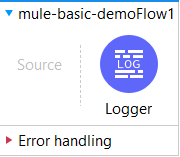 mule-basic-demoFlow1
Source
LOG
Logger
Error handling